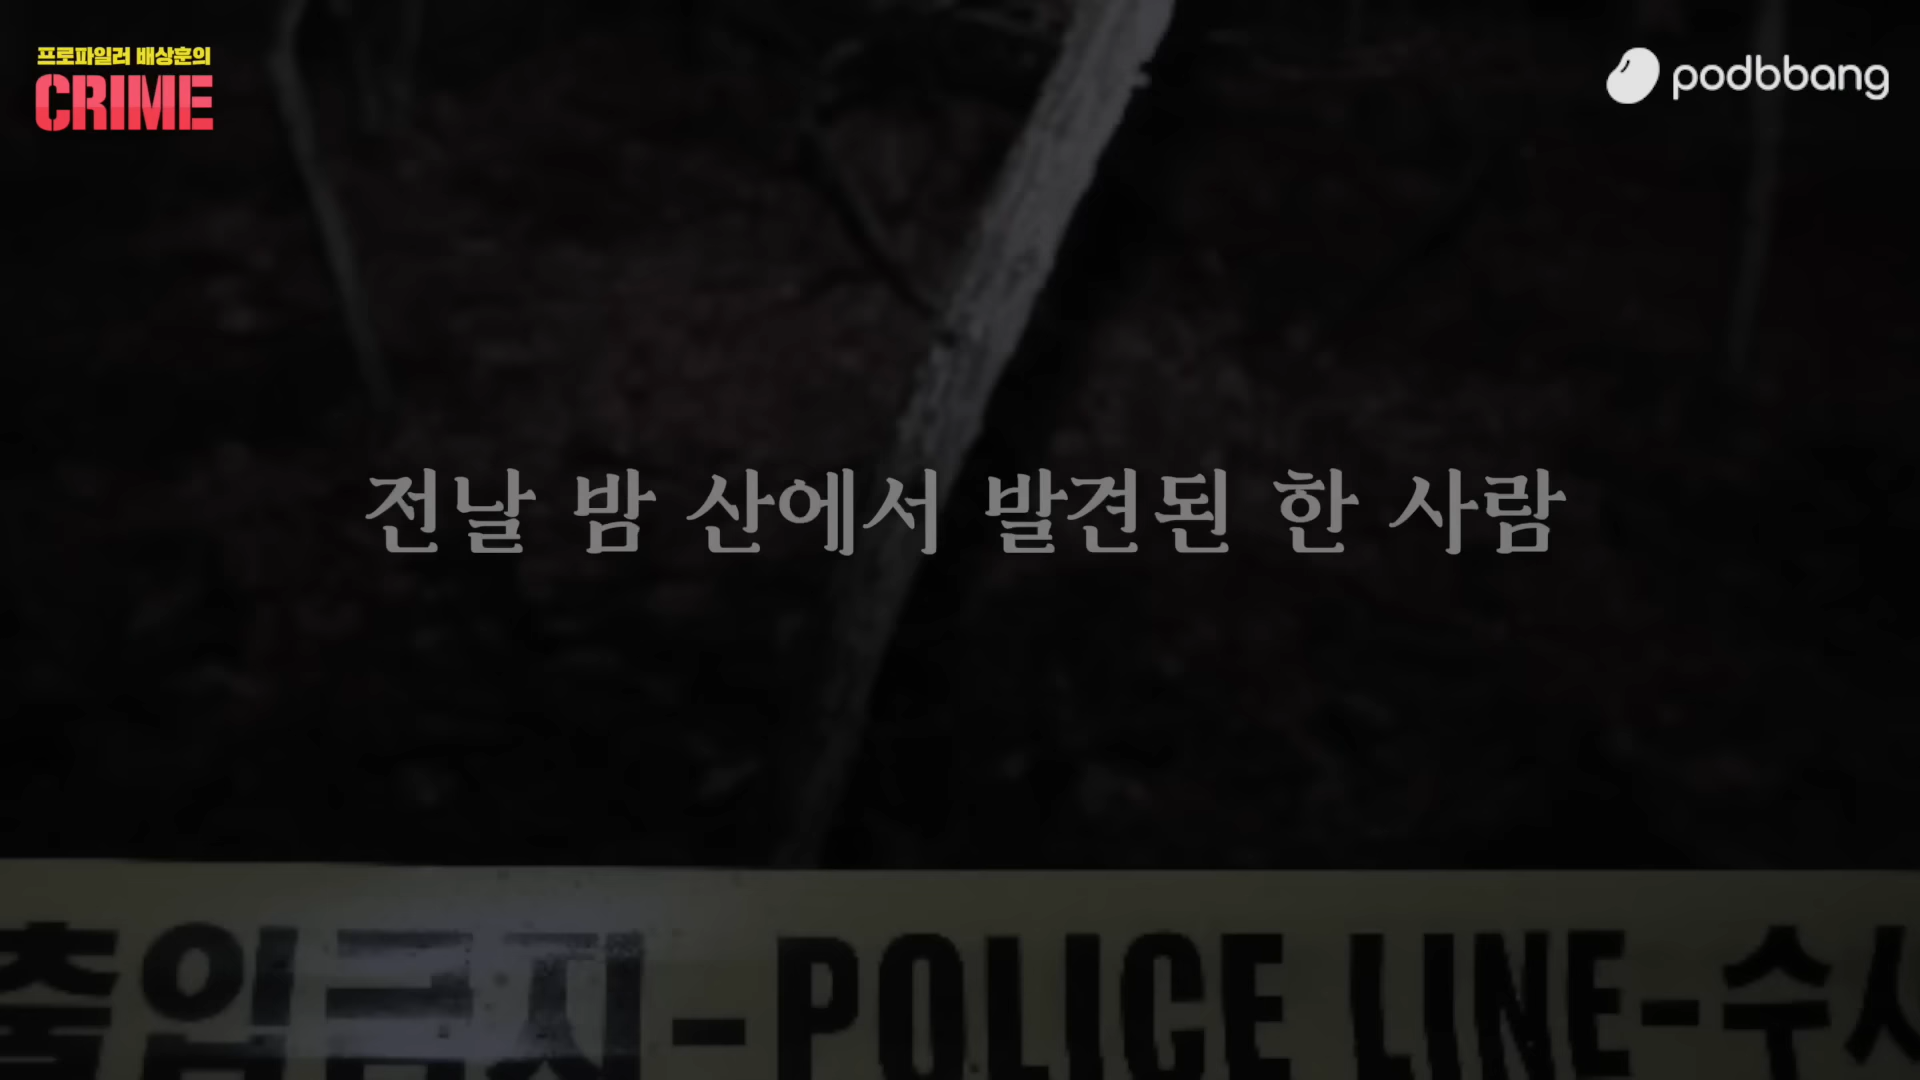 프로파일러 배상훈의
CRIME
podbbang
전날 밤 산에서 발견된 한 사람
출입금지-POLICE LINE-수사